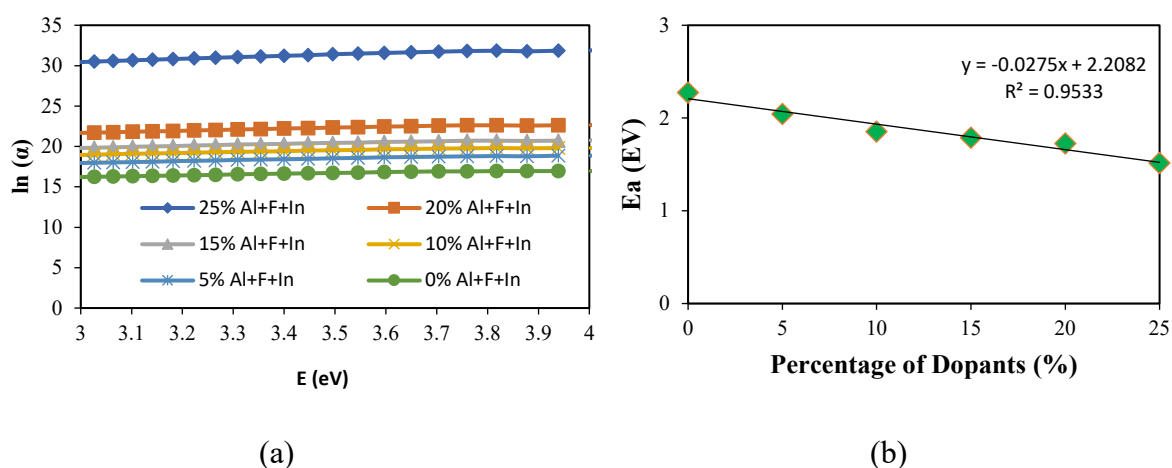 35
30
25
20
15
10
5
0
ln (α)
25% Al+F+In
20% Al+F+In
15% Al+F+In
10% Al+F+In
5% Al+F+In
0% Al+F+In
3 3.1 3.2 3.3 3.4 3.5 3.6 3.7 3.8 3.9 4
E (eV)
(a)
3
2
1
0
Ea (EV)
y = -0.0275x + 2.2082
R² = 0.9533
0 5 10 15 20 25
Percentage of Dopants (%)
(b)